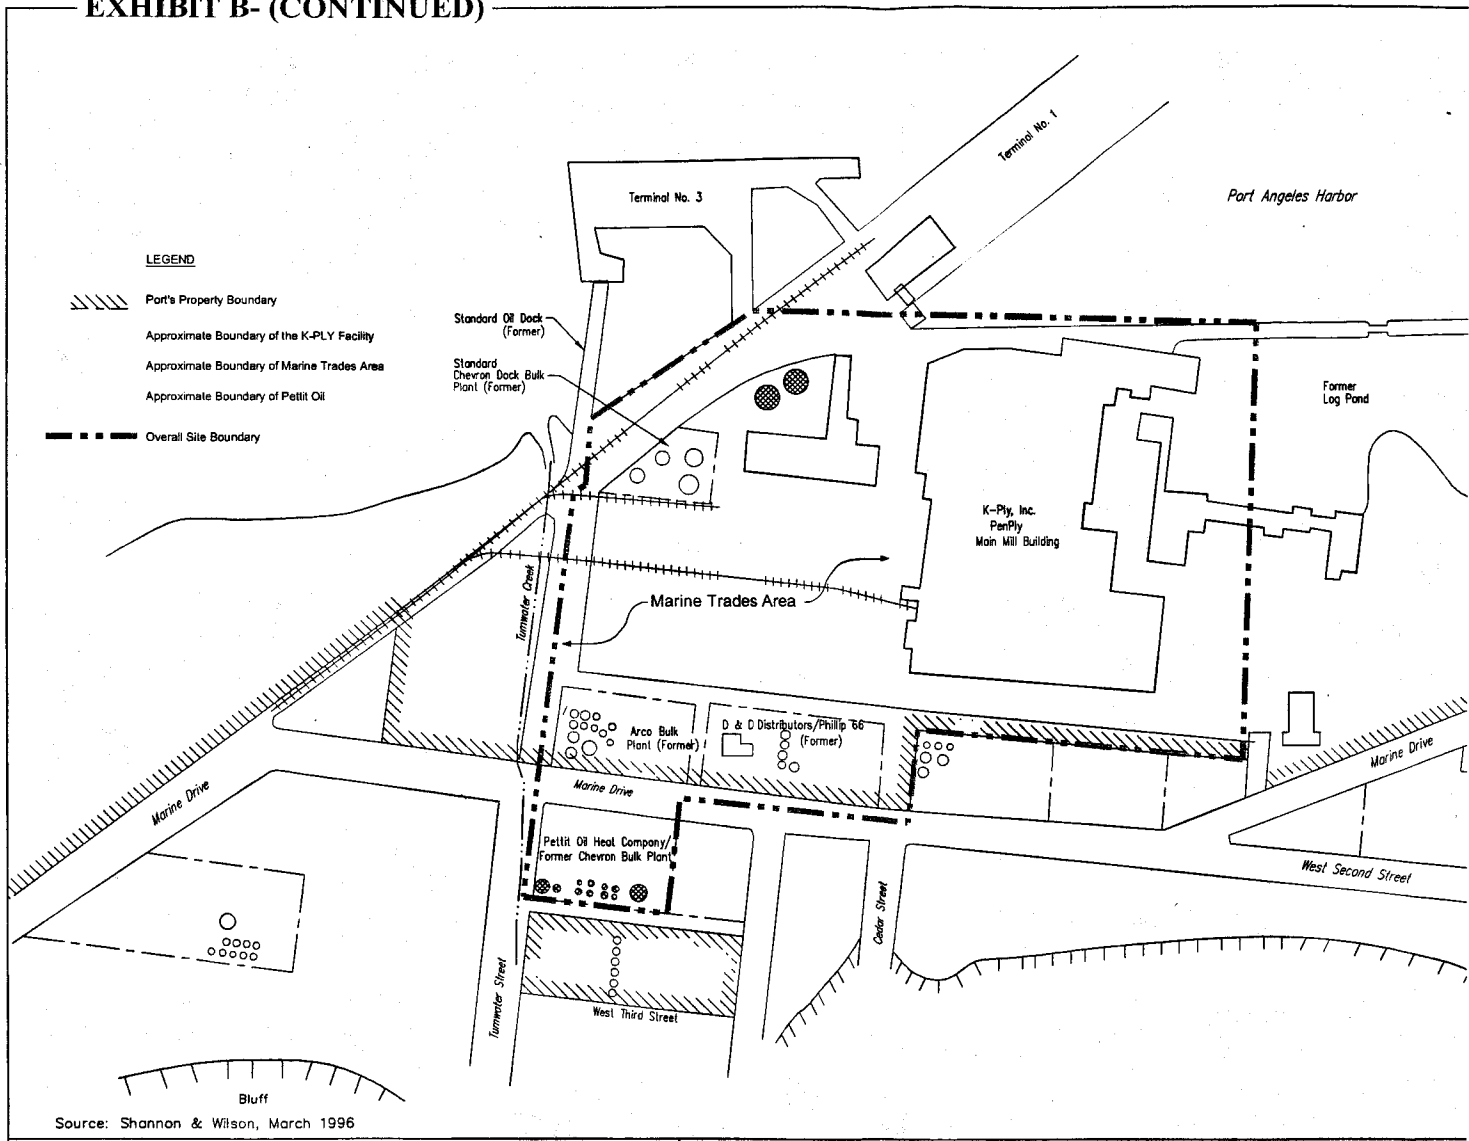 EXHIBIT B- (CONTINUED)
Terminal No. 1
Port Angeles Harbor
Terminal No. 3
LEGEND
Port's Property Boundary
Approximate Boundary of the K-PLY Facility
Approximate Boundary of Marine Trades Area
Approximate Boundary of Pettit Oil
Overall Site Boundary
Standard Oil Dock
(Former)
Standard
Chevron Dock Bulk
Plant (Former)
Former
Log Pond
K-Ply, Inc.
PenPly
Main Mill Building
Tumwater Creek
Marine Trades Area
Arco Bulk
Plant (Former)
D & D Distributors/Phillip 66
(Former)
Marine Drive
Marine Drive
Marine Drive
Pettit Oil Heat Company/
Former Chevron Bulk Plant
West Second Street
Cedar Street
Tumwater Street
West Third Street
Bluff
Source: Shannon & Wilson, March 1996